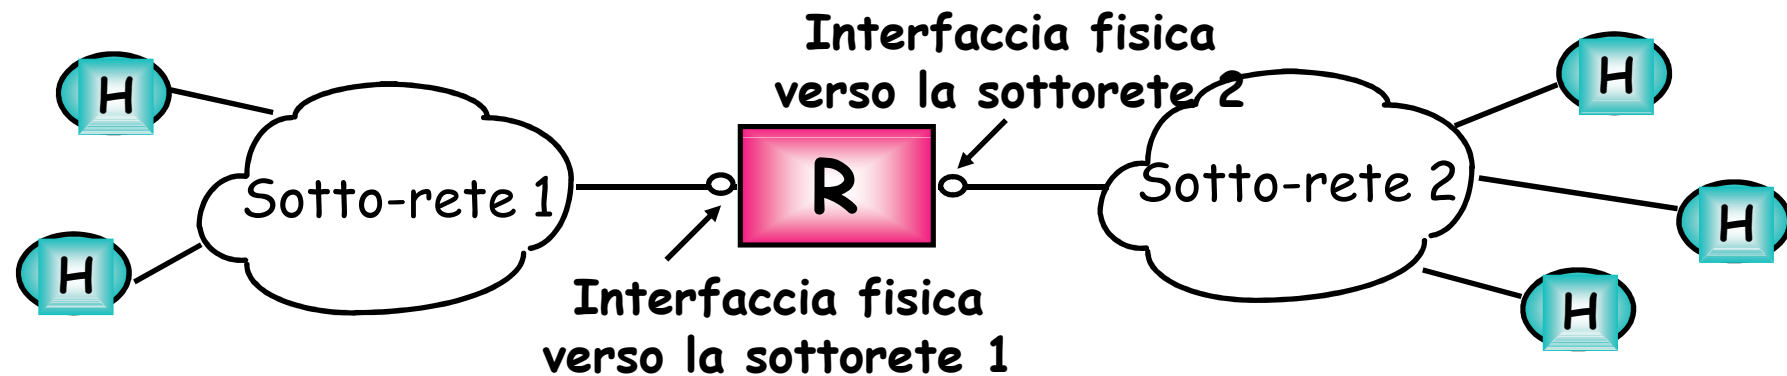 Interfaccia fisica
verso la sottorete 2
H
H
Sotto-rete 1
R
Sotto-rete 2
H
H
H
Interfaccia fisica
verso la sottorete 1